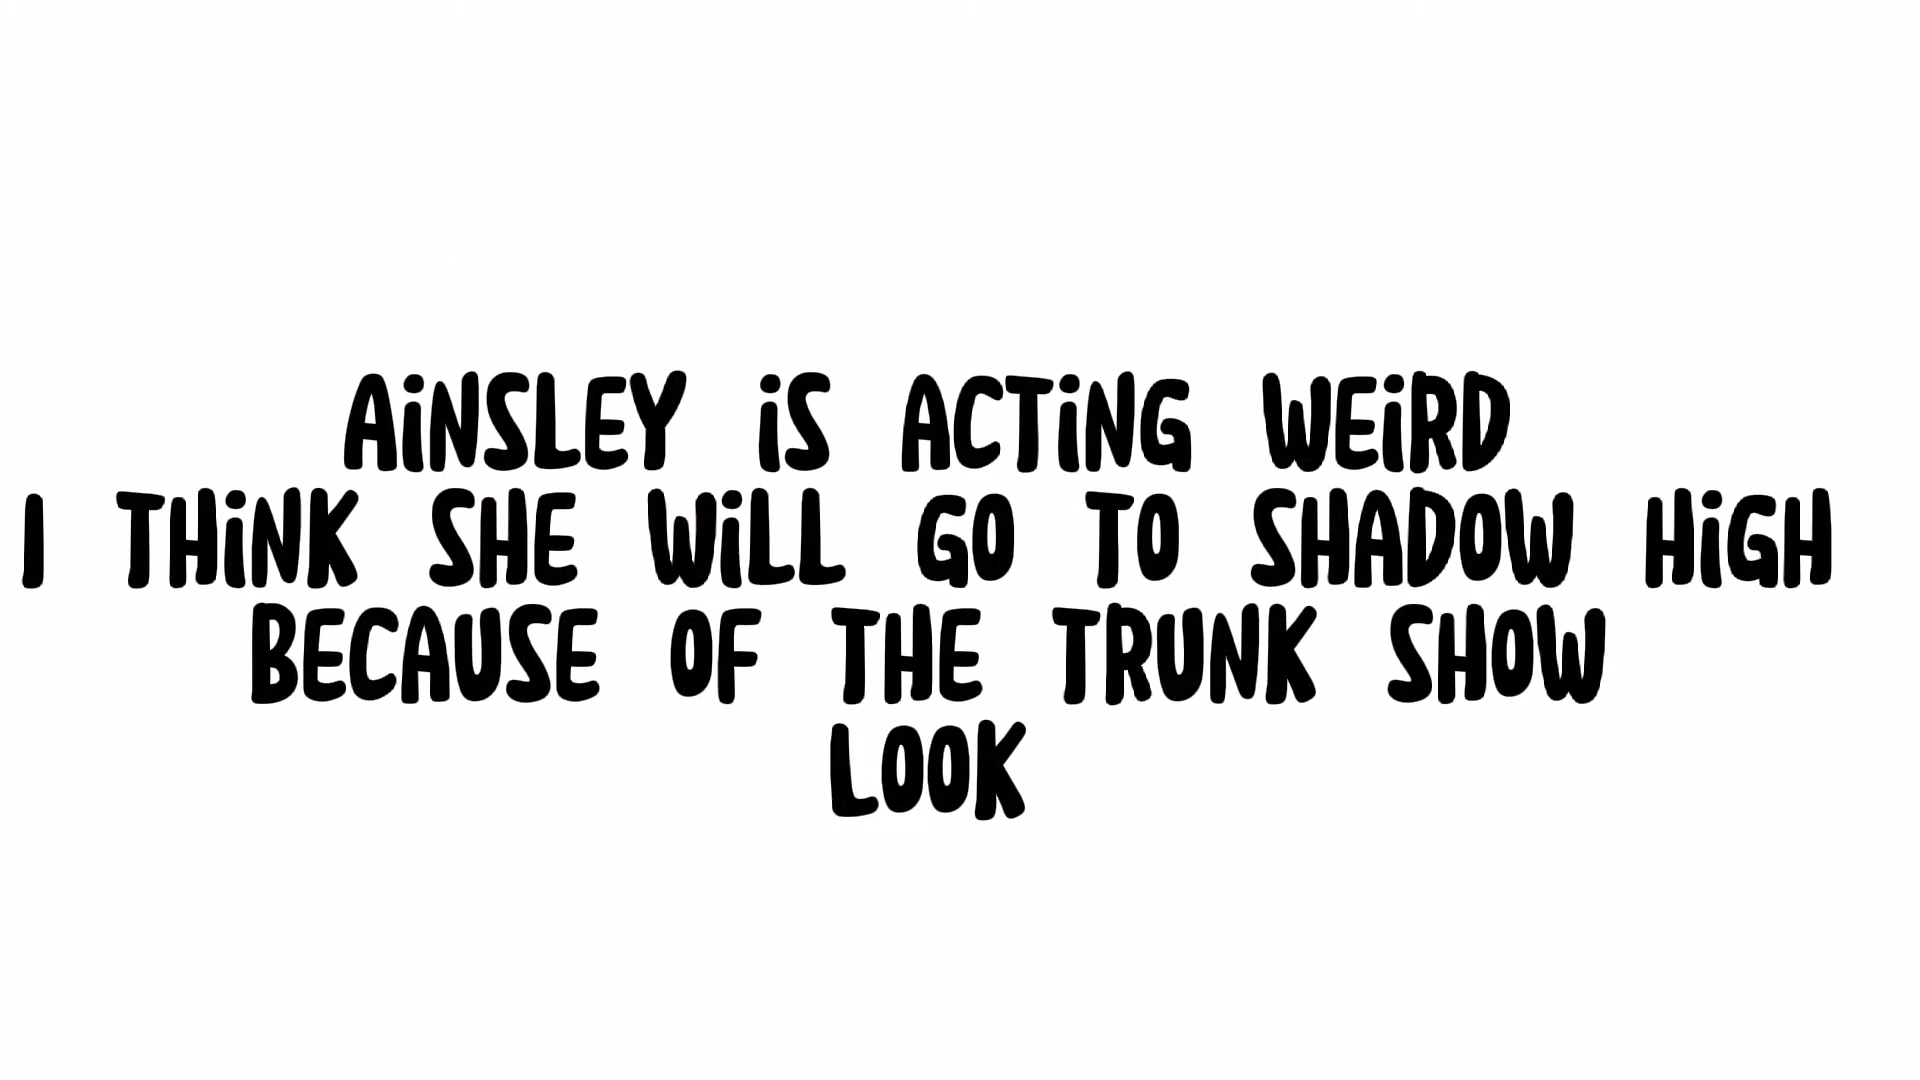 AiNSLEY iS ACTiNG WEiRD
I THiNK SHE WiLL GO TO SHADOW HiGH
BECAUSE OF THE TRUNK SHOW
LOOK